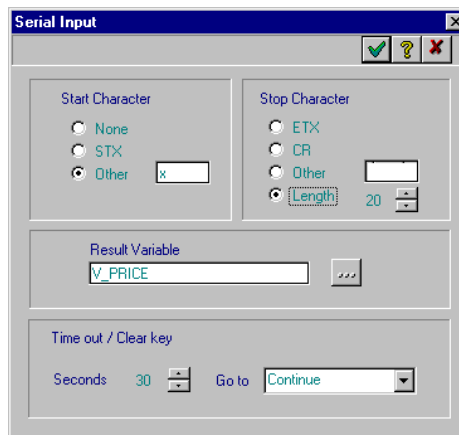 Serial Input
?
Start Character
None
STX
Other x
Stop Character
ETX
CR
Other
Length 20
Result Variable
V_PRICE ...
Time out / Clear key
Seconds 30 Go to Continue